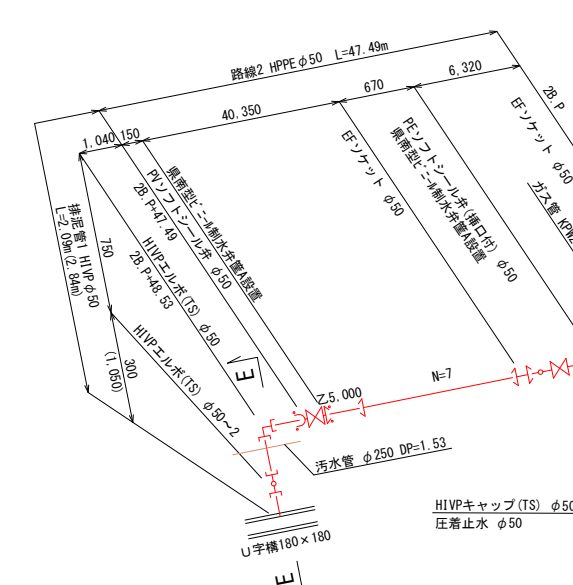 路線2 HPPEφ50 L=47.49m
6,320
670
40,350
1,040
150
2B.P
EFソケット φ50
ガス管
PEソフトシール弁(挿口付) φ50
県南型ビニール制水弁筐A設置
EFソケット φ50
県南型ビニール制水弁筐A設置
PVソフトシール弁 φ50
2B.P+47.49
HIVPエルボ(TS) φ50
2B.P+48.53
排泥管1 HIVPφ50
L=2.09m(2.84m)
750
HIVPエルボ(TS) φ50~2
300
(1,050)
E
乙5,000
N=7
汚水管 φ250 DP=1.53
HIVPキャップ(TS) φ50
圧着止水 φ50
U字構180×180
E